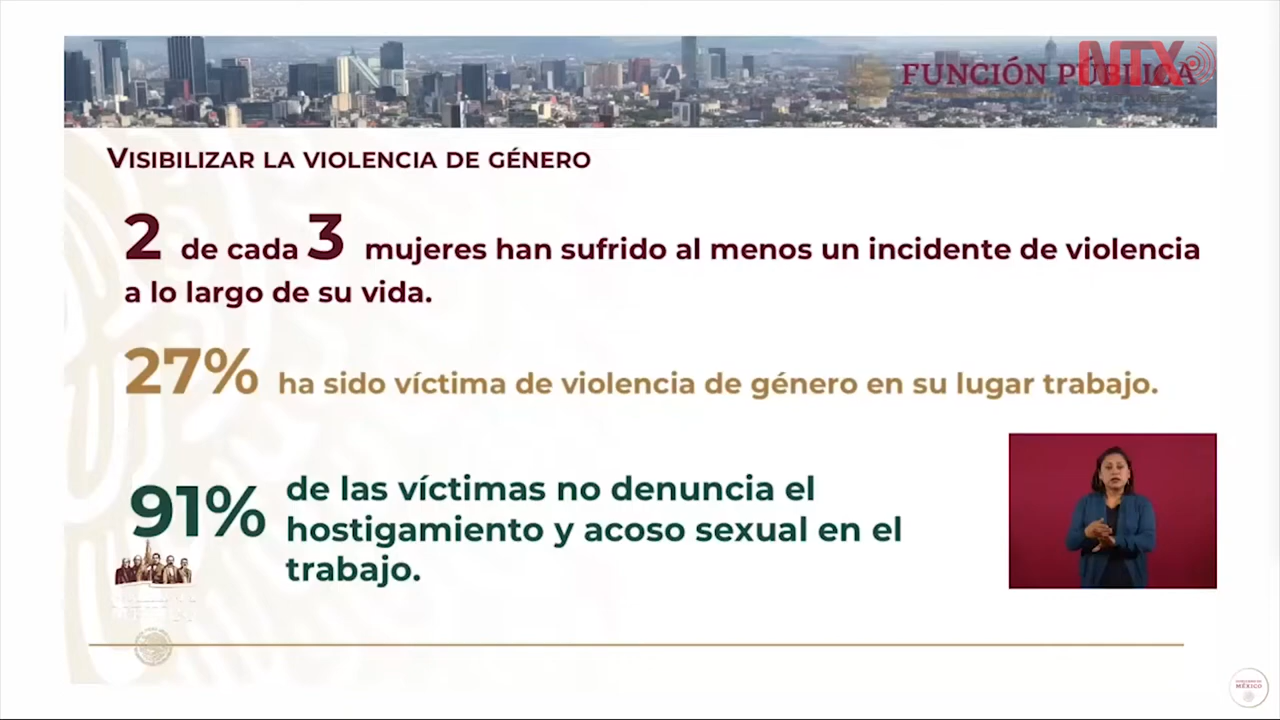 FUNCIÓN PÚBLICA
NTX
VISIBILIZAR LA VIOLENCIA DE GÉNERO
2 de cada 3 mujeres han sufrido al menos un incidente de violencia
a lo largo de su vida.
27% ha sido víctima de violencia de género en su lugar trabajo.
91% de las víctimas no denuncia el
hostigamiento y acoso sexual en el
trabajo.
MÉXICO